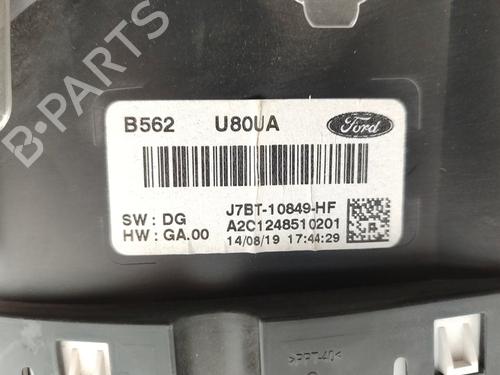 B562 U80UA Ford
J7BT-10849-HF
SW : DG A2C1248510201
HW : GA.00 14/08/19 17:44:29
B-PARTS